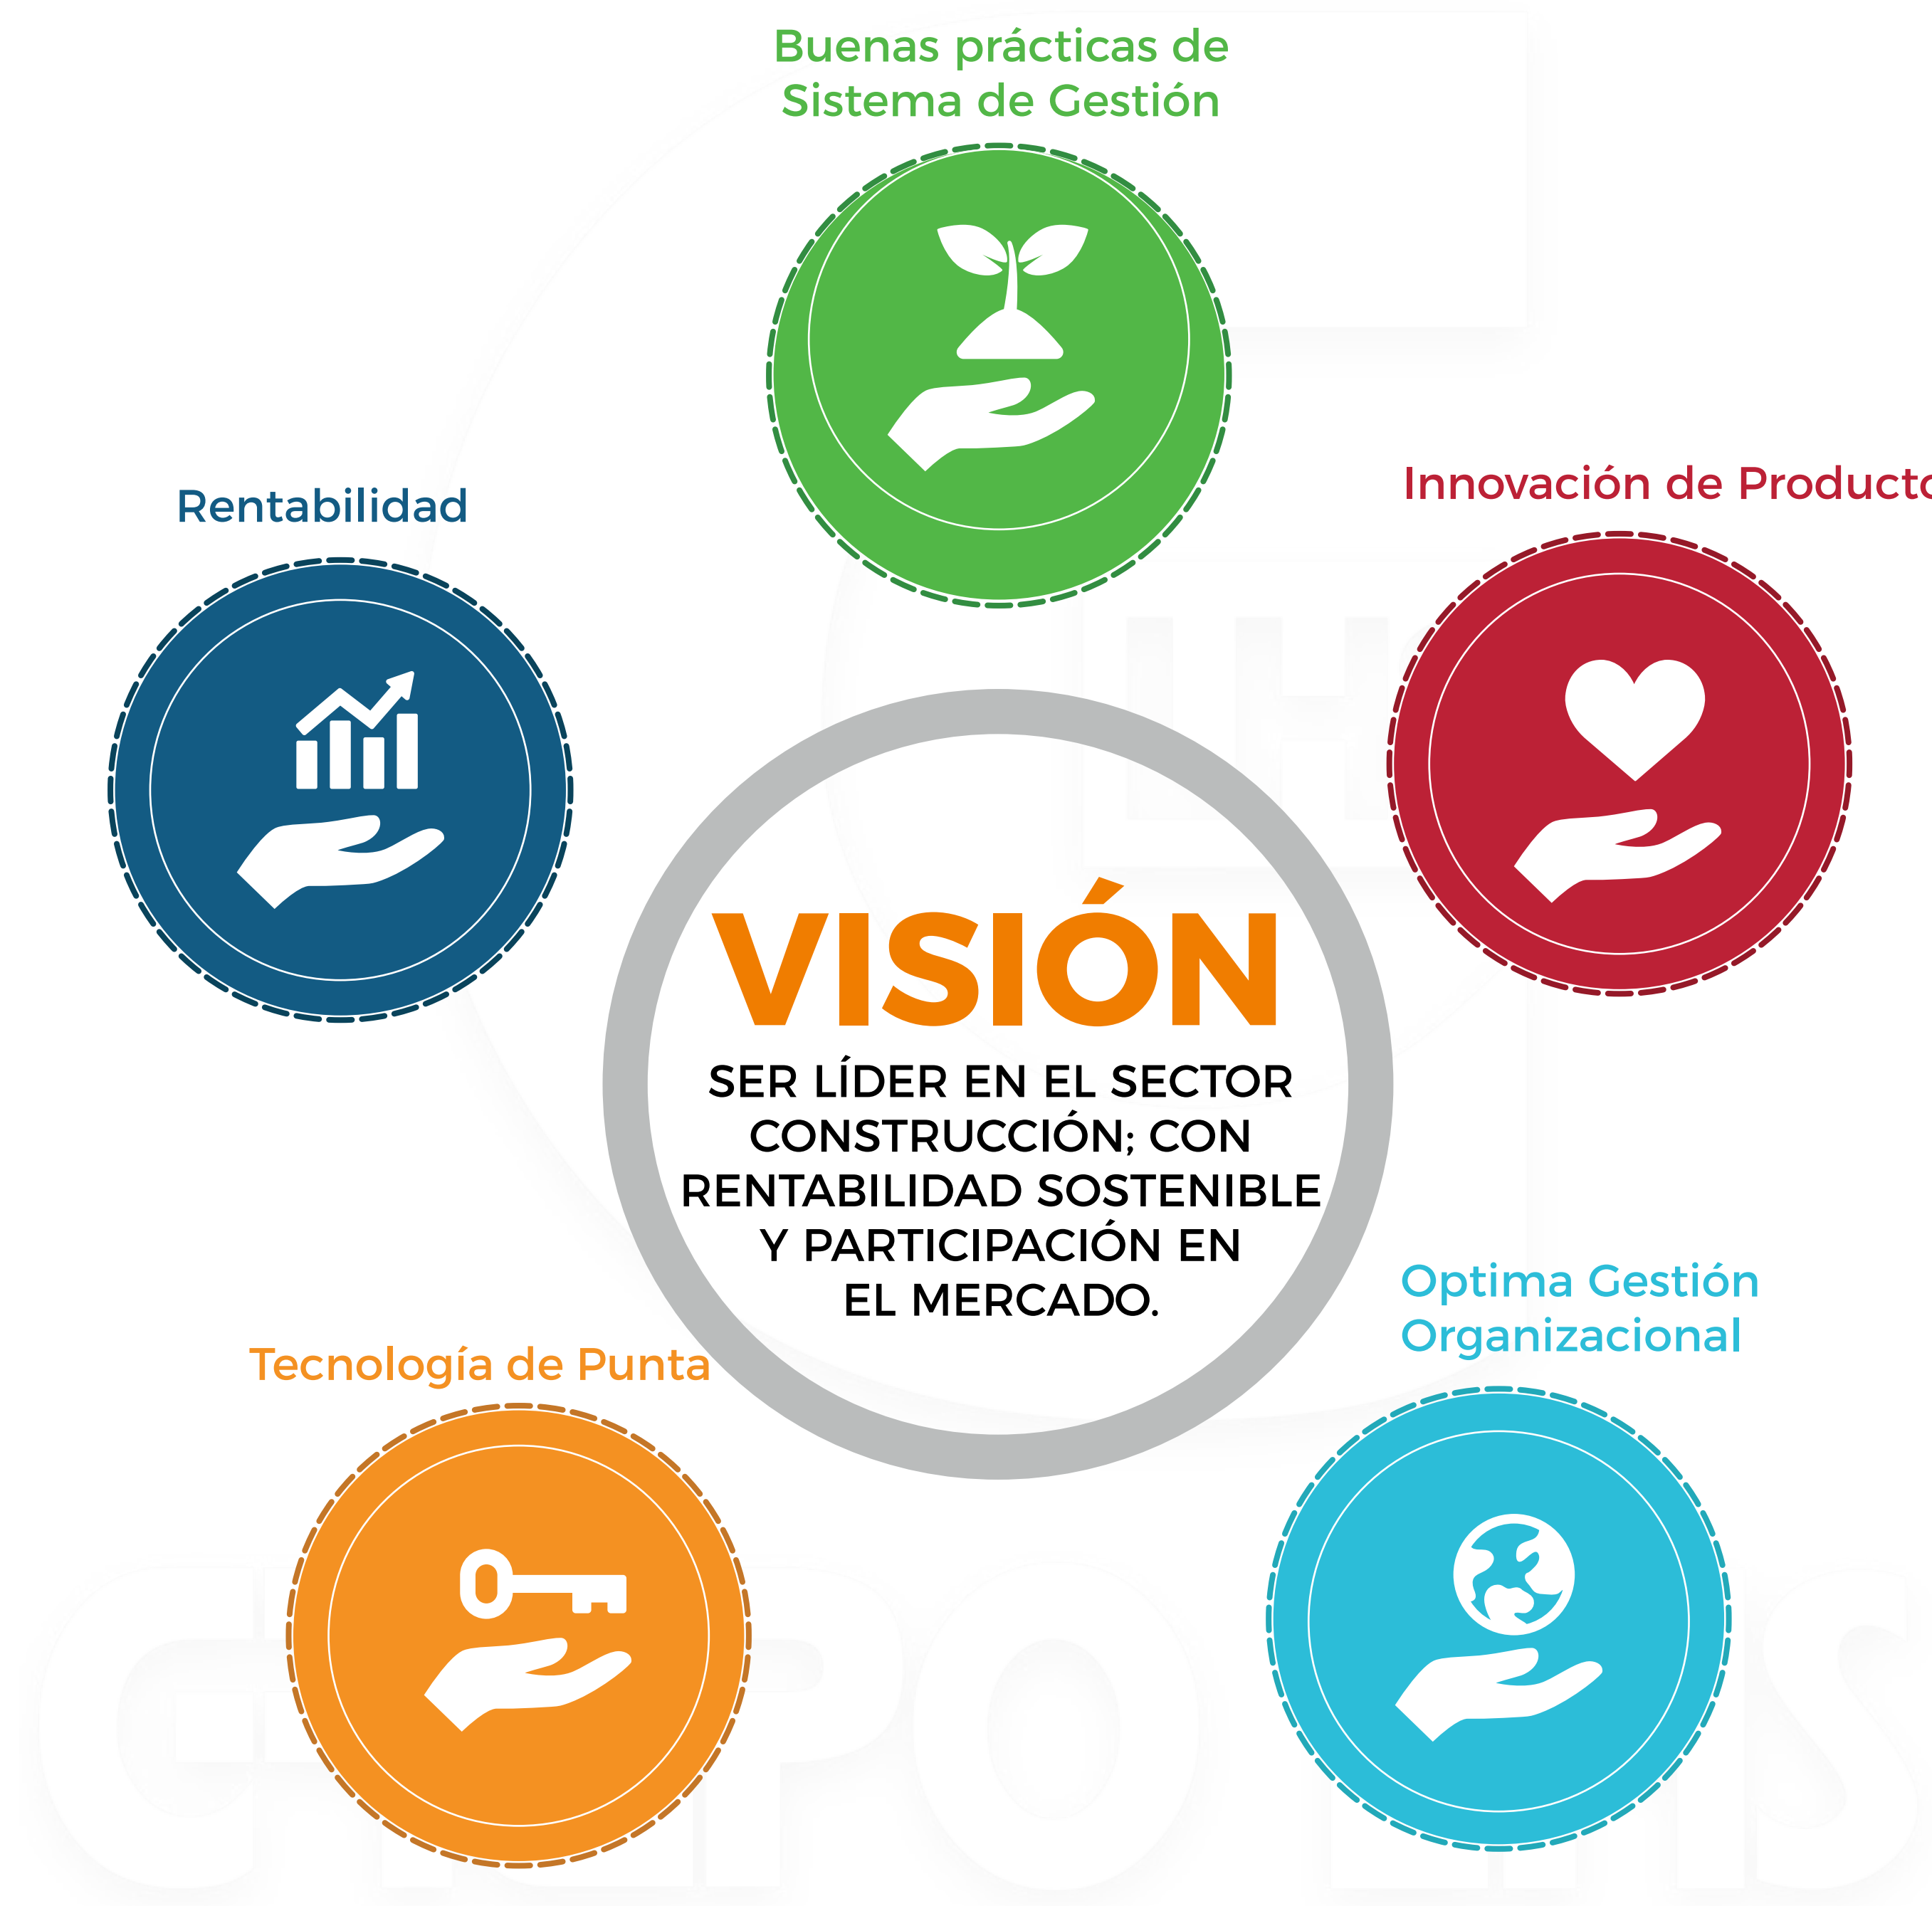 Buenas prácticas de
Sistema de Gestión
Innovación de Producto
Rentabilidad
VISIÓN
SER LÍDER EN EL SECTOR
CONSTRUCCIÓN; CON
RENTABILIDAD SOSTENIBLE
Y PARTICIPACIÓN EN
EL MERCADO.
Optima Gestión
Organizacional
Tecnología de Punta